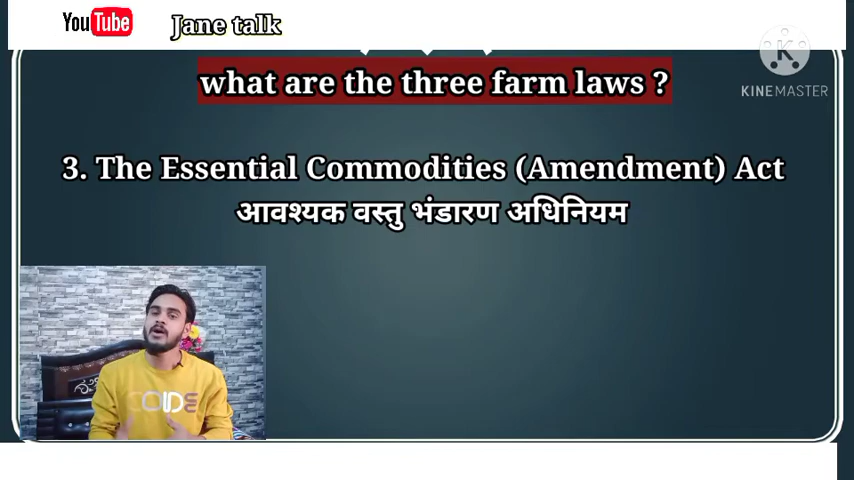 YouTube Jane talk
K
KINEMASTER
what are the three farm laws ?
3. The Essential Commodities (Amendment) Act
आवश्यक वस्तु भंडारण अधिनियम